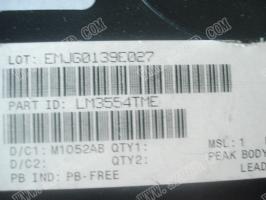 LOT: EMJG0139E027
PART ID: LM3554TME
D/C1: M1052AB QTY1: MSL: 1
D/C2: QTY2: PEAK BODY
PB IND: PB-FREE LEAD